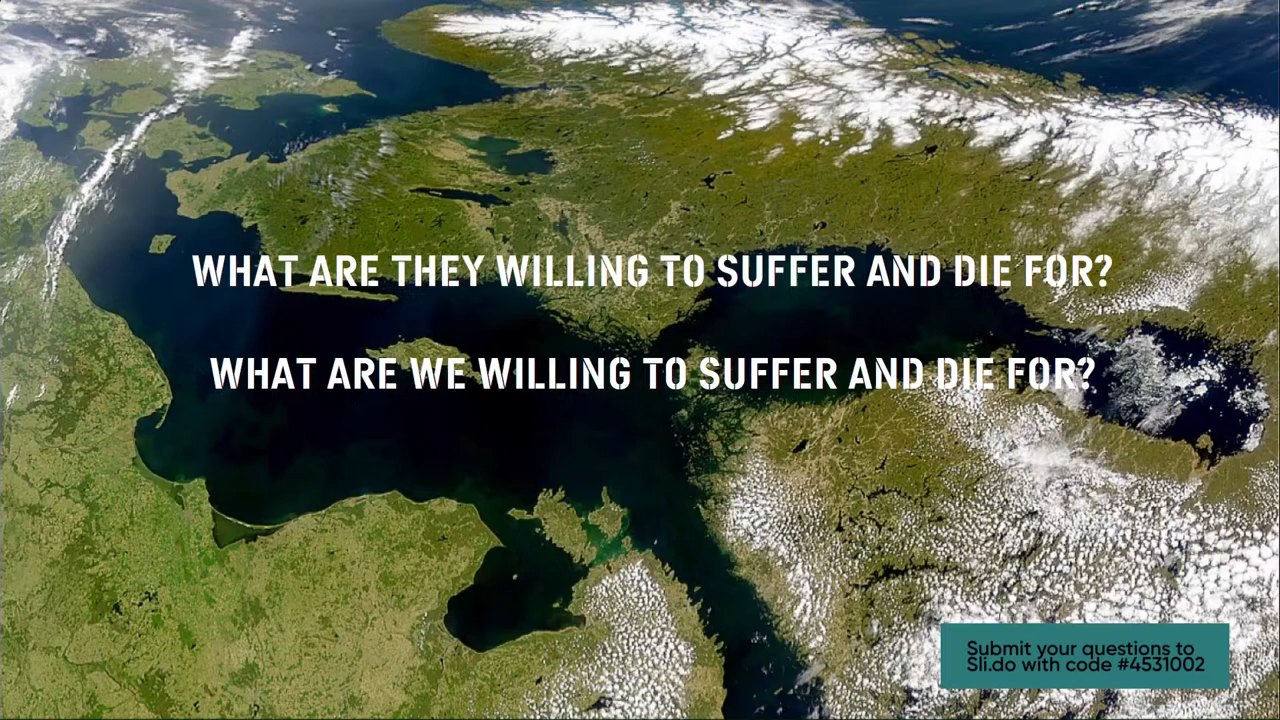 WHAT ARE THEY WILLING TO SUFFER AND DIE FOR?
WHAT ARE WE WILLING TO SUFFER AND DIE FOR?
Submit your questions to
Sli.do with code #4531002